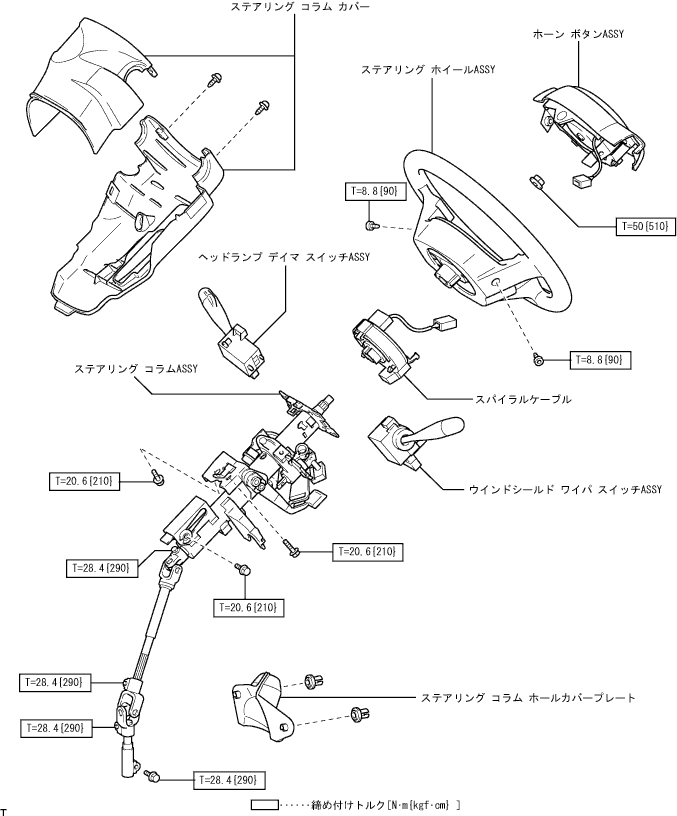 ステアリング コラム カバー
ホーン ボタンASSY
ステアリング ホイールASSY
T=8.8{90}
T=50{510}
ヘッドランプ デイマ スイッチASSY
T=8.8{90}
ステアリング コラムASSY
スパイラルケーブル
T=20.6{210}
ウインドシールド ワイパ スイッチASSY
T=20.6{210}
T=28.4{290}
T=20.6{210}
T=28.4{290}
ステアリング コラム ホールカバープレート
T=28.4{290}
T=28.4{290}
・・・・・・締め付けトルク[N·m{kgf·cm} ]
T